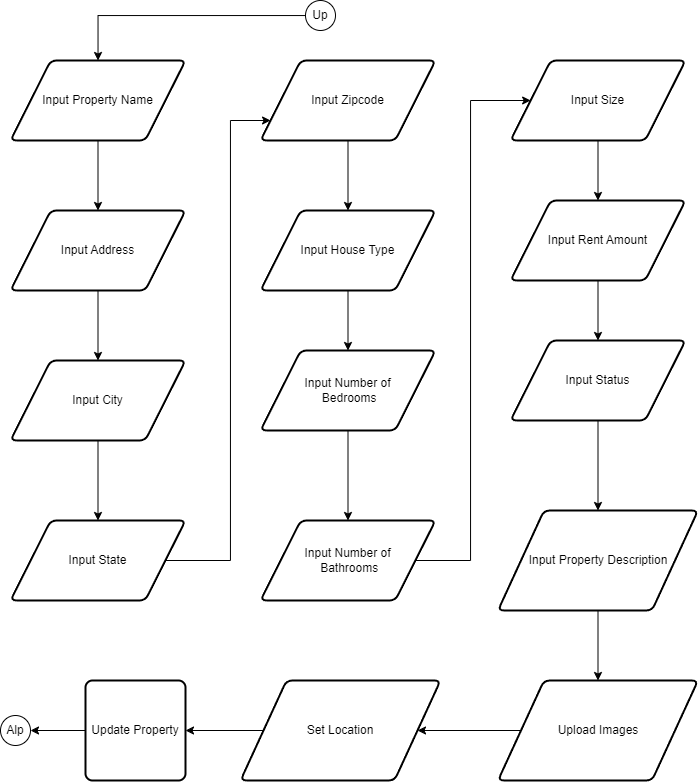 Up
Input Property Name
Input Address
Input City
Input State
Input Zipcode
Input House Type
Input Number of
Bedrooms
Input Number of
Bathrooms
Input Size
Input Rent Amount
Input Status
Input Property Description
Upload Images
Set Location
Update Property
Alp